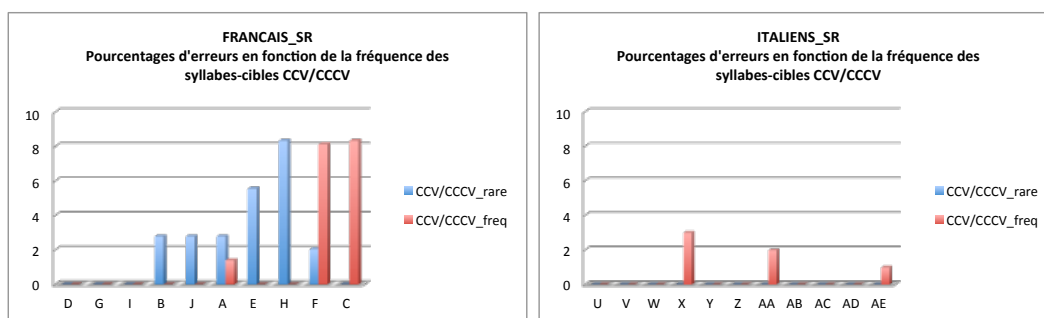 FRANCAIS_SR
Pourcentages d'erreurs en fonction de la fréquence des
syllabes-cibles CCV/CCCV
10
8
6
4
2
0
D G I B J A E H F C
CCV/CCCV_rare
CCV/CCCV_freq
ITALIENS_SR
Pourcentages d'erreurs en fonction de la fréquence des
syllabes-cibles CCV/CCCV
10
8
6
4
2
0
U V W X Y Z AA AB AC AD AE
CCV/CCCV_rare
CCV/CCCV_freq